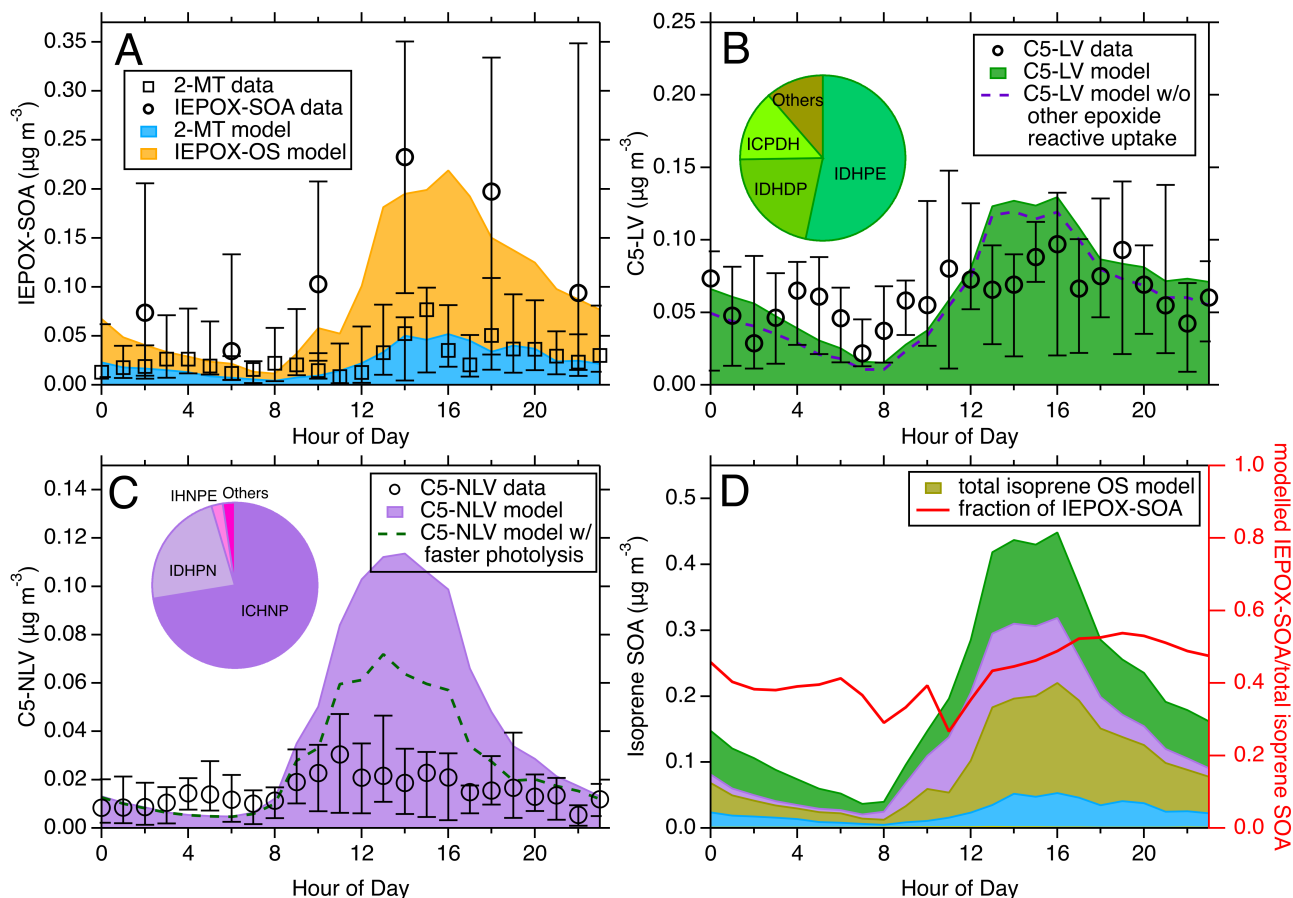 A
2-MT data
IEPOX-SOA data
2-MT model
IEPOX-OS model
IEPOX-SOA (µg m⁻³)
0.35
0.30
0.25
0.20
0.15
0.10
0.05
0.00
0 4 8 12 16 20
Hour of Day
B
C5-LV data
C5-LV model
C5-LV model w/o
other epoxide
reactive uptake
Others
ICPDH
IDHDP
IDHPE
C5-LV (µg m⁻³)
0.25
0.20
0.15
0.10
0.05
0.00
0 4 8 12 16 20
Hour of Day
C
C5-NLV data
C5-NLV model
C5-NLV model w/
faster photolysis
IHNPE
Others
IDHPN
ICHNP
C5-NLV (µg m⁻³)
0.14
0.12
0.10
0.08
0.06
0.04
0.02
0.00
0 4 8 12 16 20
Hour of Day
D
total isoprene OS model
fraction of IEPOX-SOA
Isoprene SOA (µg m⁻³)
0.5
0.4
0.3
0.2
0.1
0.0
0 4 8 12 16 20
Hour of Day
1.0
0.8
0.6
0.4
0.2
0.0
modelled IEPOX-SOA/total isoprene SOA